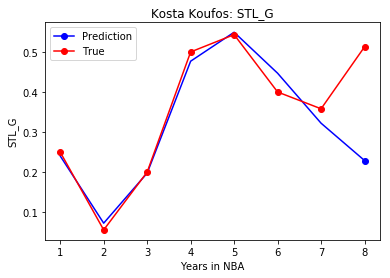 Kosta Koufos: STL_G
Prediction
True
STL_G
0.5
0.4
0.3
0.2
0.1
1 2 3 4 5 6 7 8
Years in NBA